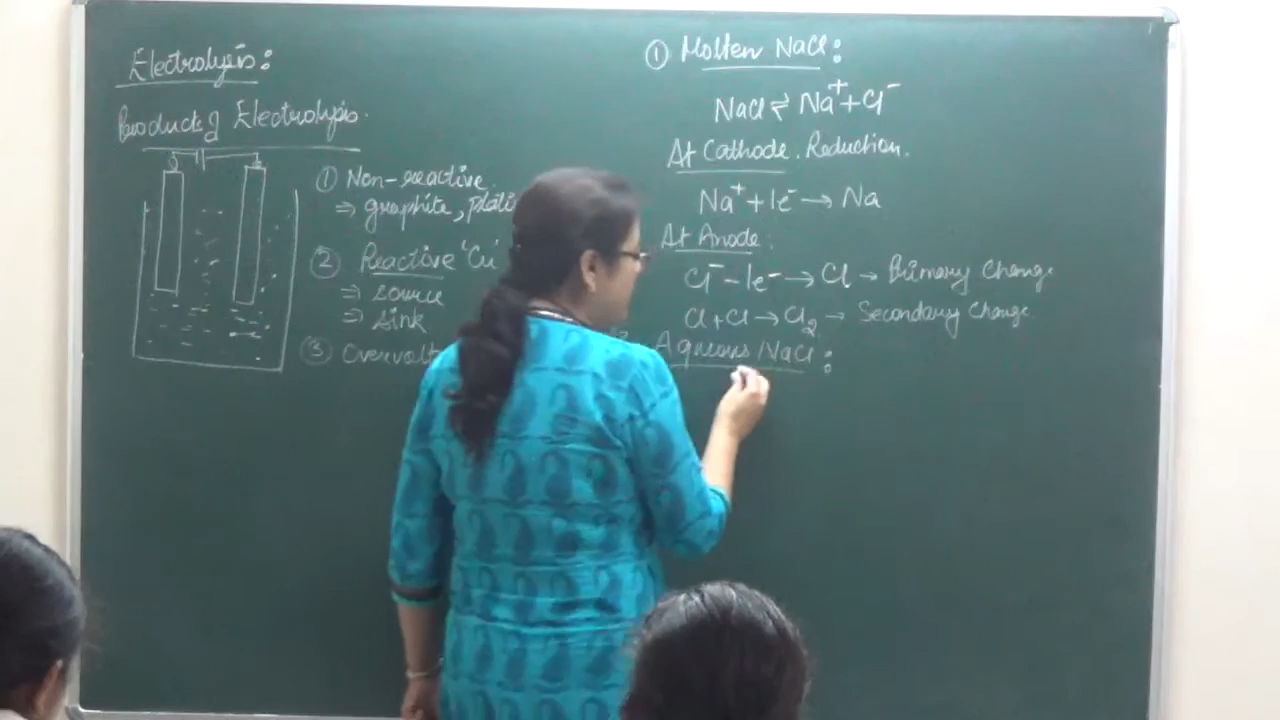 Electrolysis:
Products of Electrolysis.
① Non-reactive.
⇒ graphite,
② Reactive 'Cu'
⇒ source
⇒ sink
③
① Molten NaCl:
NaCl ⇌ Na⁺ + Cl⁻
At Cathode. Reduction.
Na⁺ + 1e⁻ → Na
At Anode:
Cl⁻ - 1e⁻ → Cl → Primary Change
Cl + Cl → Cl₂ → Secondary Change
Aqueous NaCl: